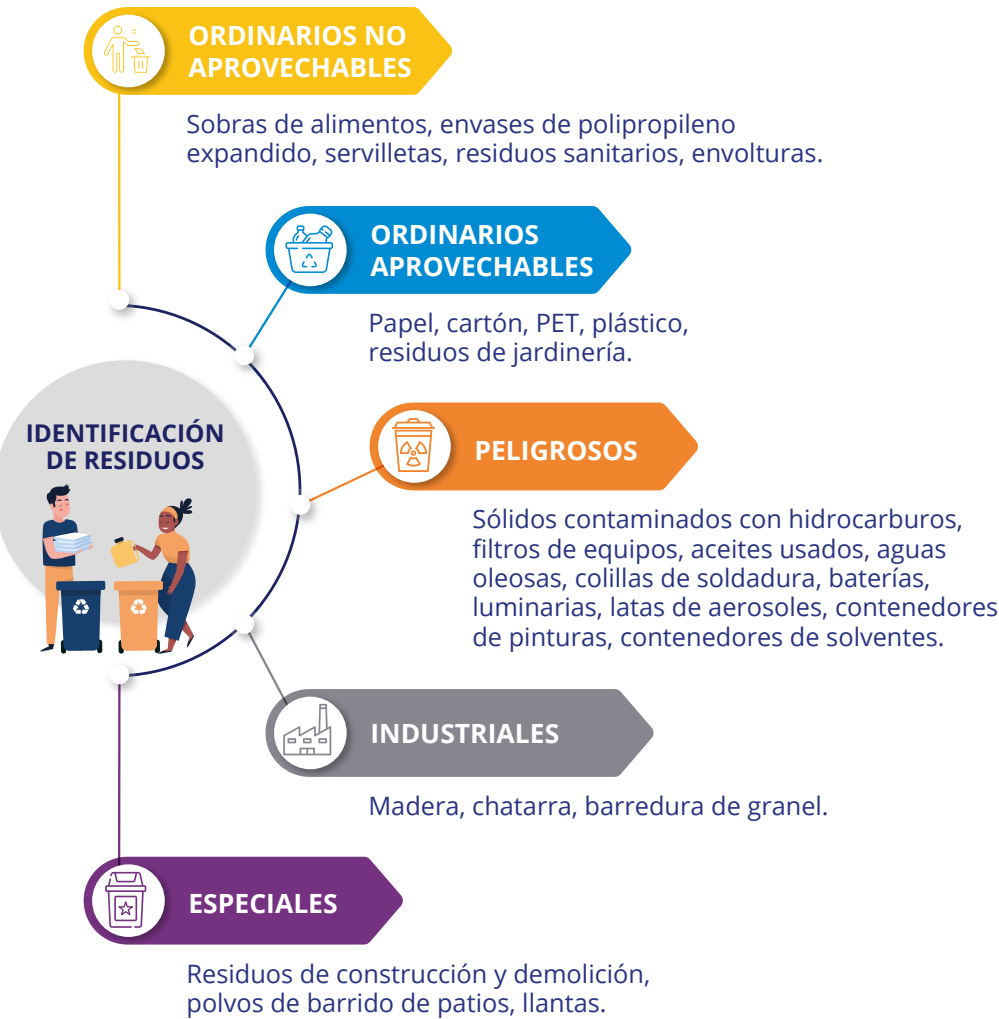 ORDINARIOS NO
APROVECHABLES
Sobras de alimentos, envases de polipropileno
expandido, servilletas, residuos sanitarios, envolturas.
ORDINARIOS
APROVECHABLES
Papel, cartón, PET, plástico,
residuos de jardinería.
IDENTIFICACIÓN
DE RESIDUOS
PELIGROSOS
Sólidos contaminados con hidrocarburos,
filtros de equipos, aceites usados, aguas
oleosas, colillas de soldadura, baterías,
luminarias, latas de aerosoles, contenedores
de pinturas, contenedores de solventes.
INDUSTRIALES
Madera, chatarra, barredura de granel.
ESPECIALES
Residuos de construcción y demolición,
polvos de barrido de patios, llantas.